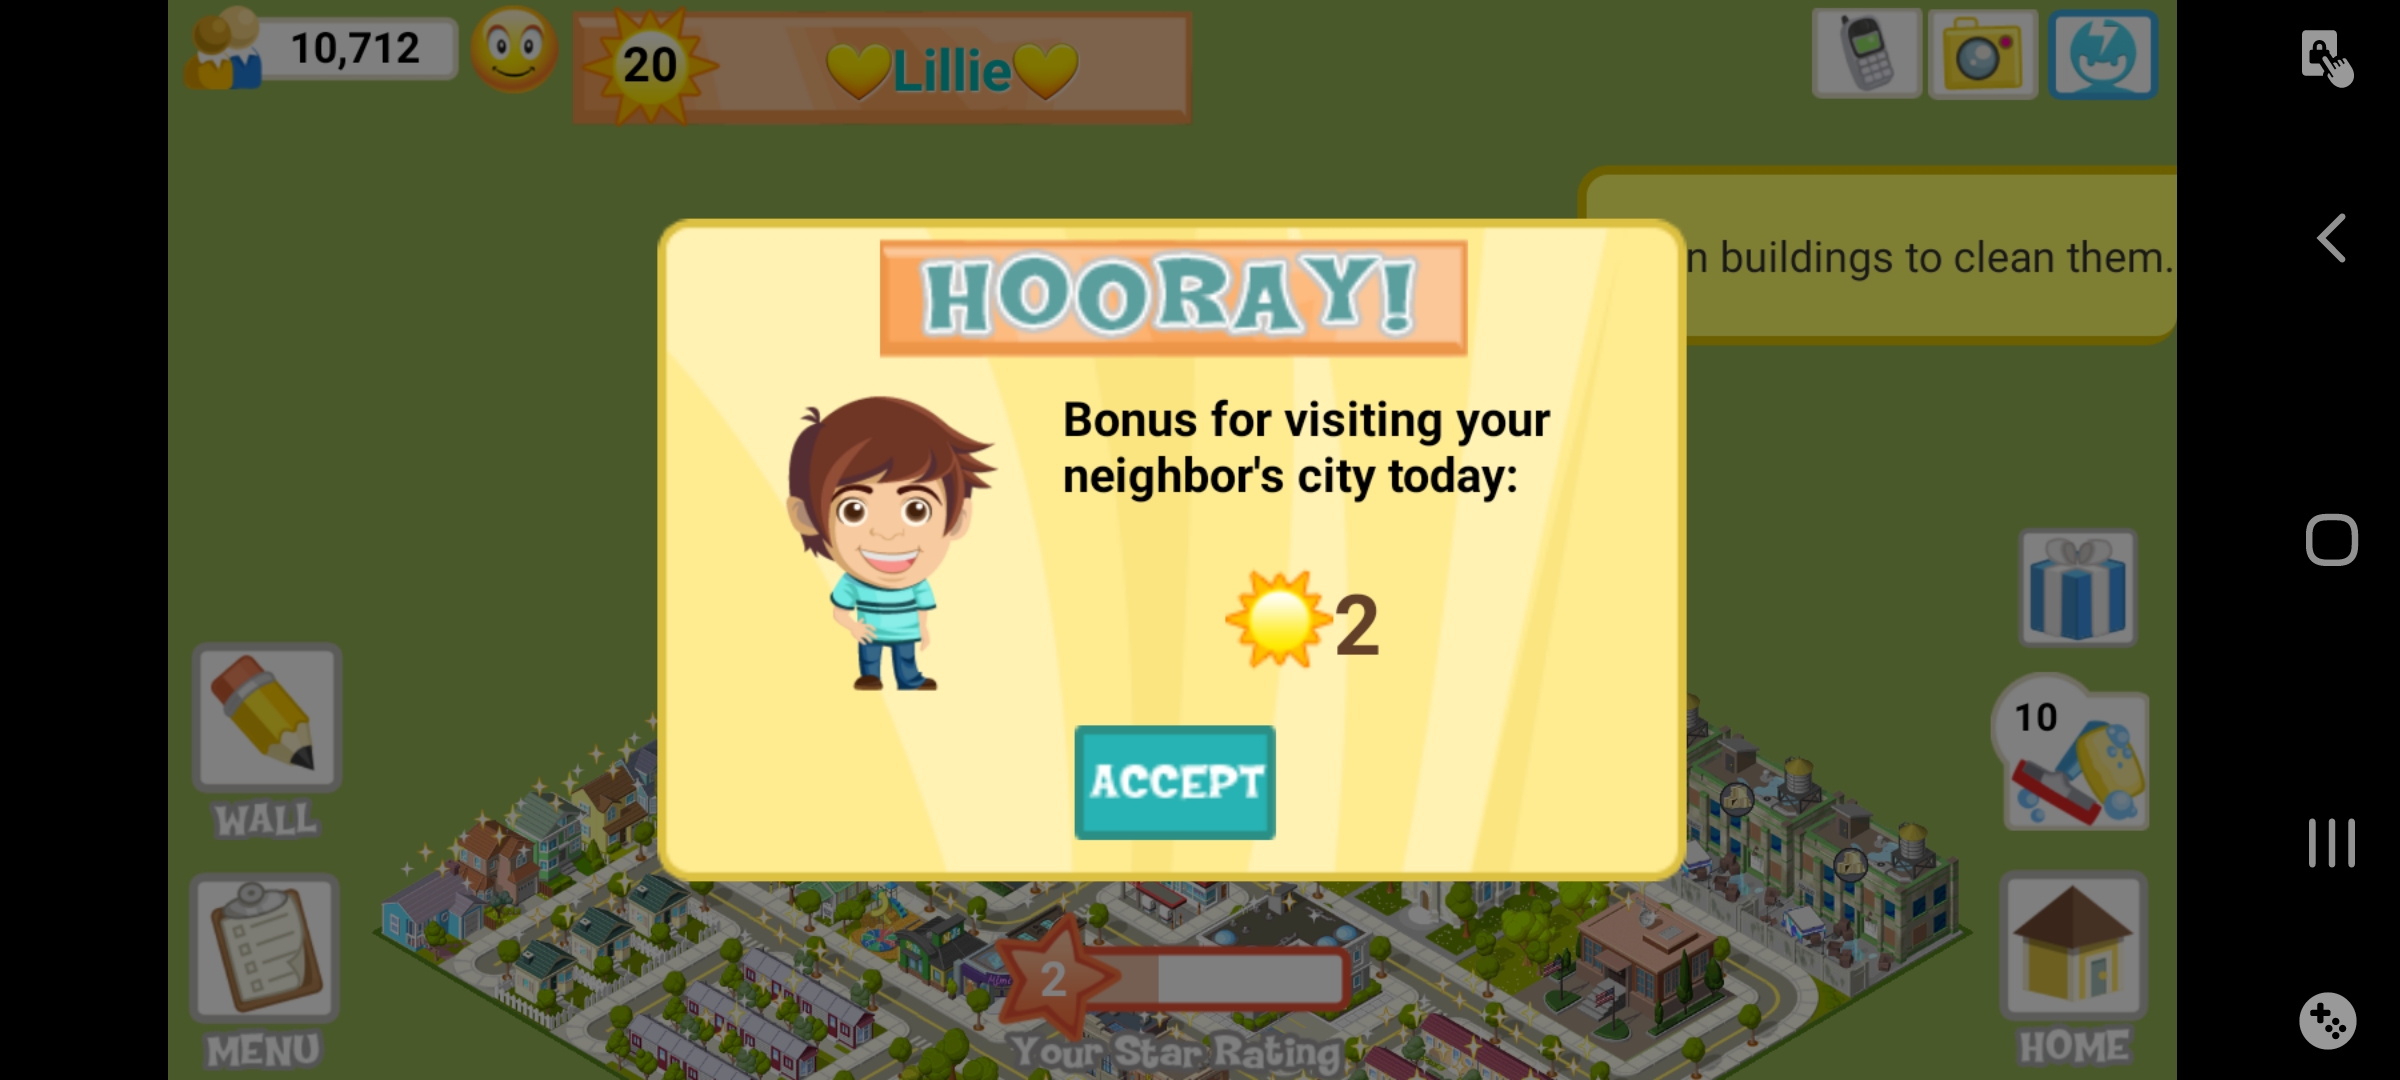 10,712
20
💛Lillie💛
n buildings to clean them.
HOORAY!
Bonus for visiting your
neighbor's city today:
2
ACCEPT
WALL
10
MENU
2
Your Star Rating
HOME